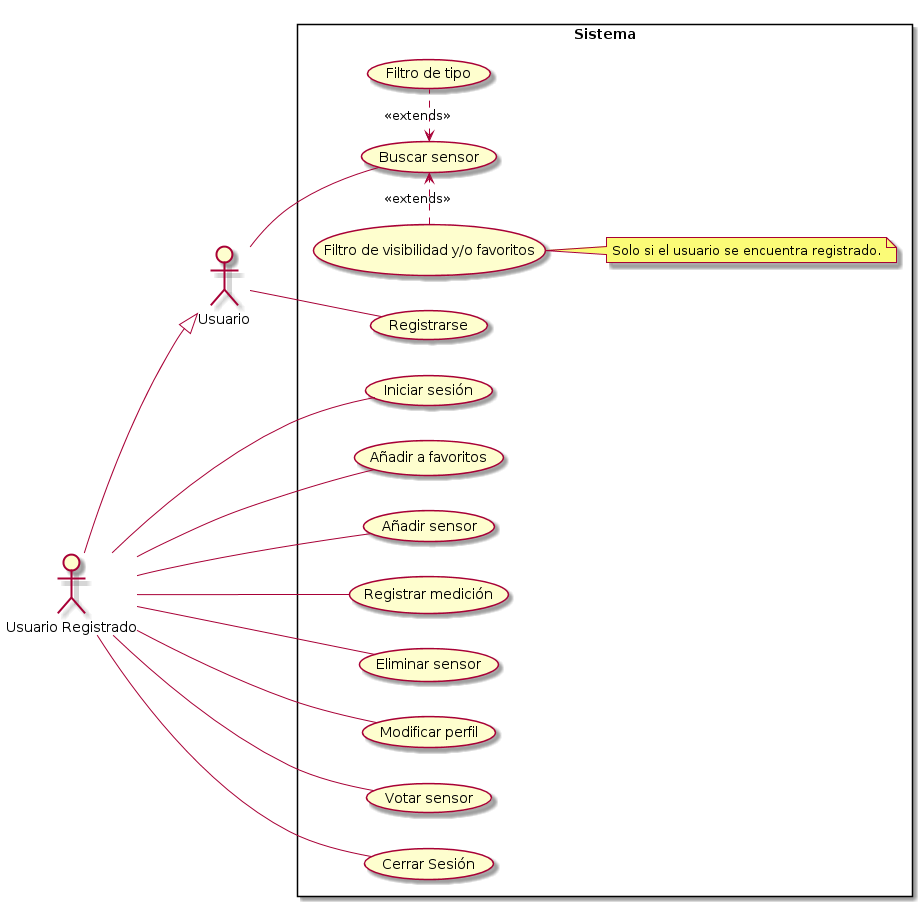 Sistema
Filtro de tipo
«extends»
Buscar sensor
«extends»
Filtro de visibilidad y/o favoritos
Solo si el usuario se encuentra registrado.
Usuario
Registrarse
Iniciar sesión
Añadir a favoritos
Añadir sensor
Registrar medición
Usuario Registrado
Eliminar sensor
Modificar perfil
Votar sensor
Cerrar Sesión